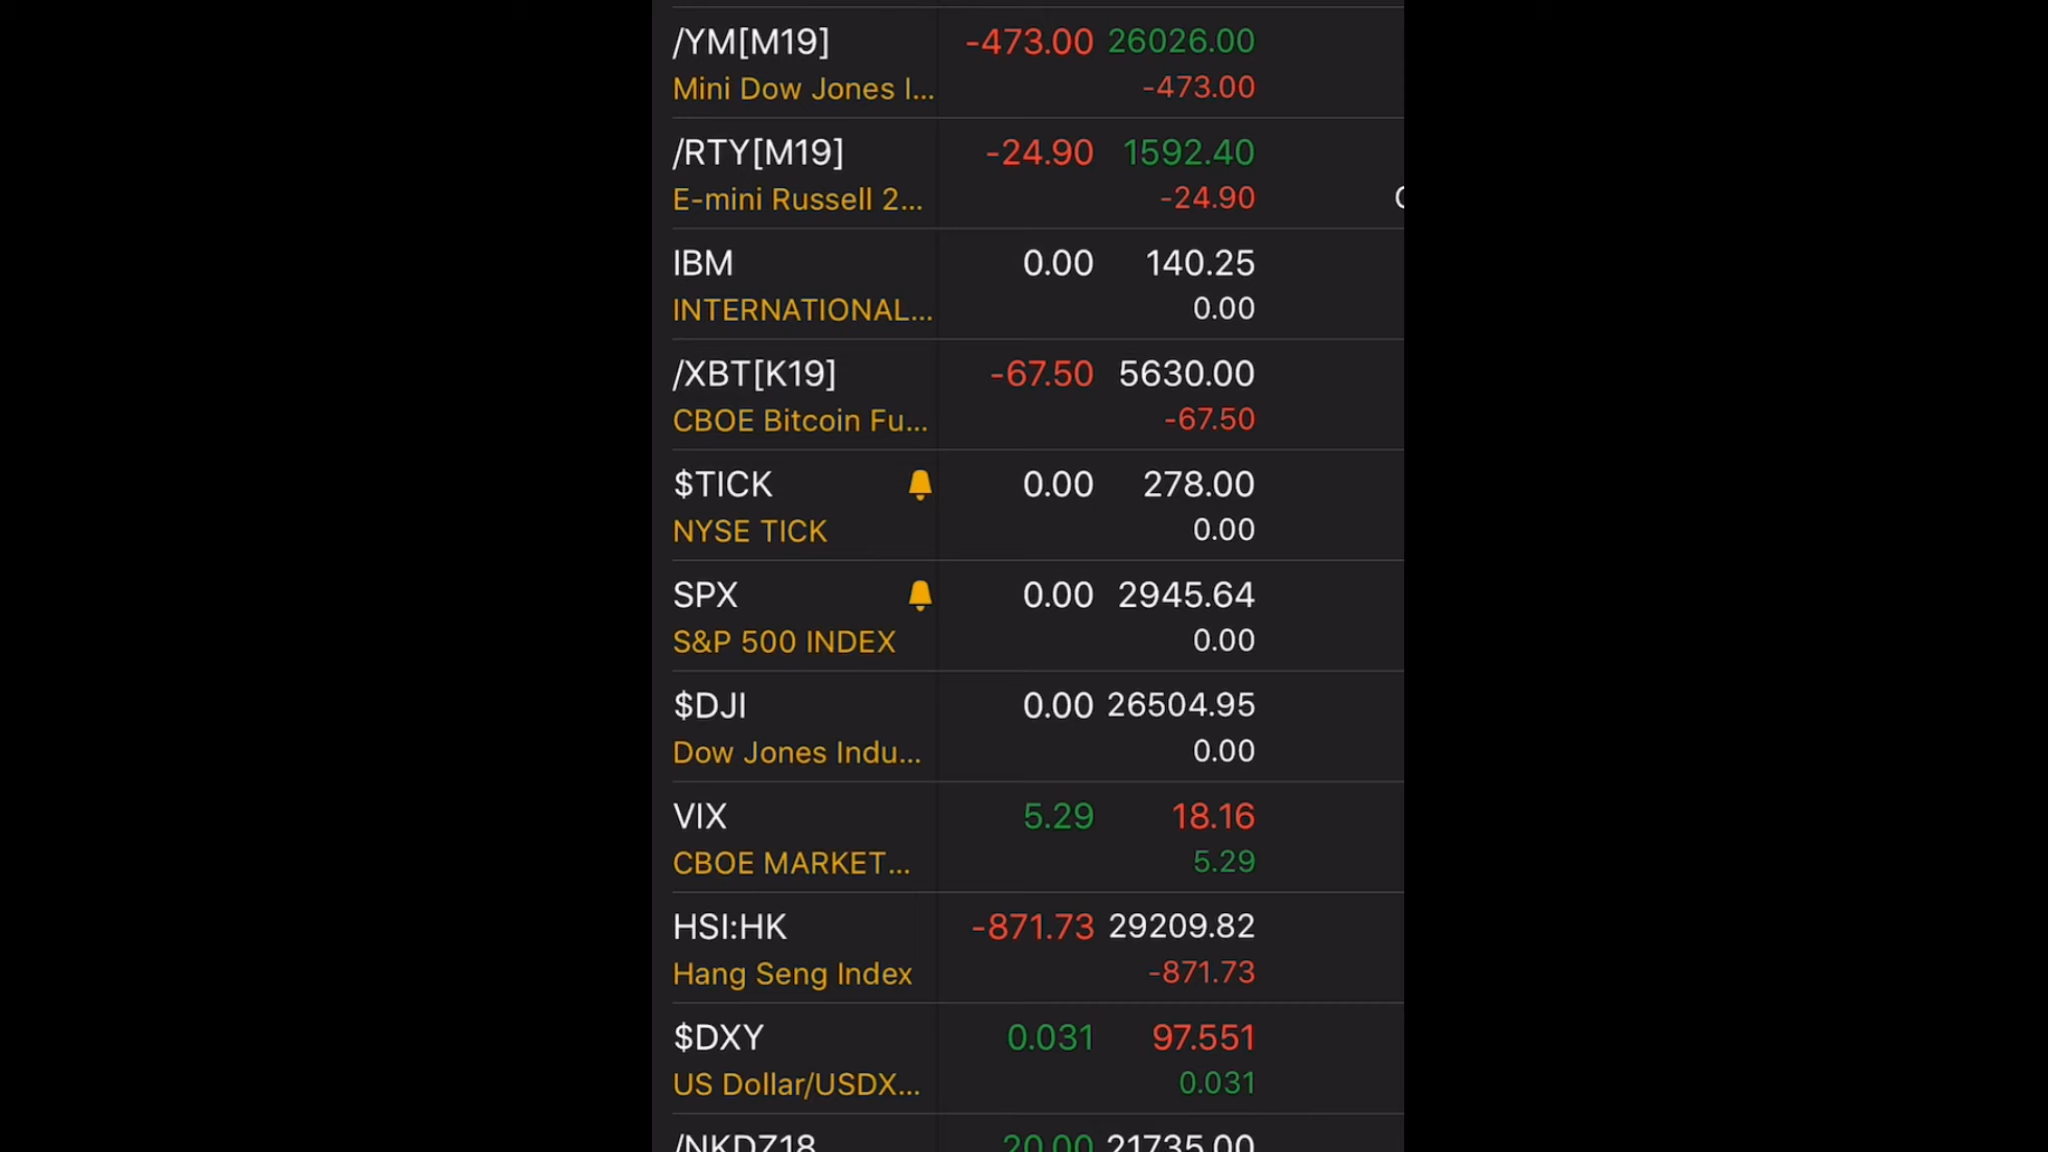 /YM[M19] -473.00 26026.00
Mini Dow Jones I... -473.00
/RTY[M19] -24.90 1592.40
E-mini Russell 2... -24.90
IBM 0.00 140.25
INTERNATIONAL... 0.00
/XBT[K19] -67.50 5630.00
CBOE Bitcoin Fu... -67.50
$TICK 0.00 278.00
NYSE TICK 0.00
SPX 0.00 2945.64
S&P 500 INDEX 0.00
$DJI 0.00 26504.95
Dow Jones Indu... 0.00
VIX 5.29 18.16
CBOE MARKET... 5.29
HSI:HK -871.73 29209.82
Hang Seng Index -871.73
$DXY 0.031 97.551
US Dollar/USDX... 0.031
/NKDZ18 20.00 21735.00